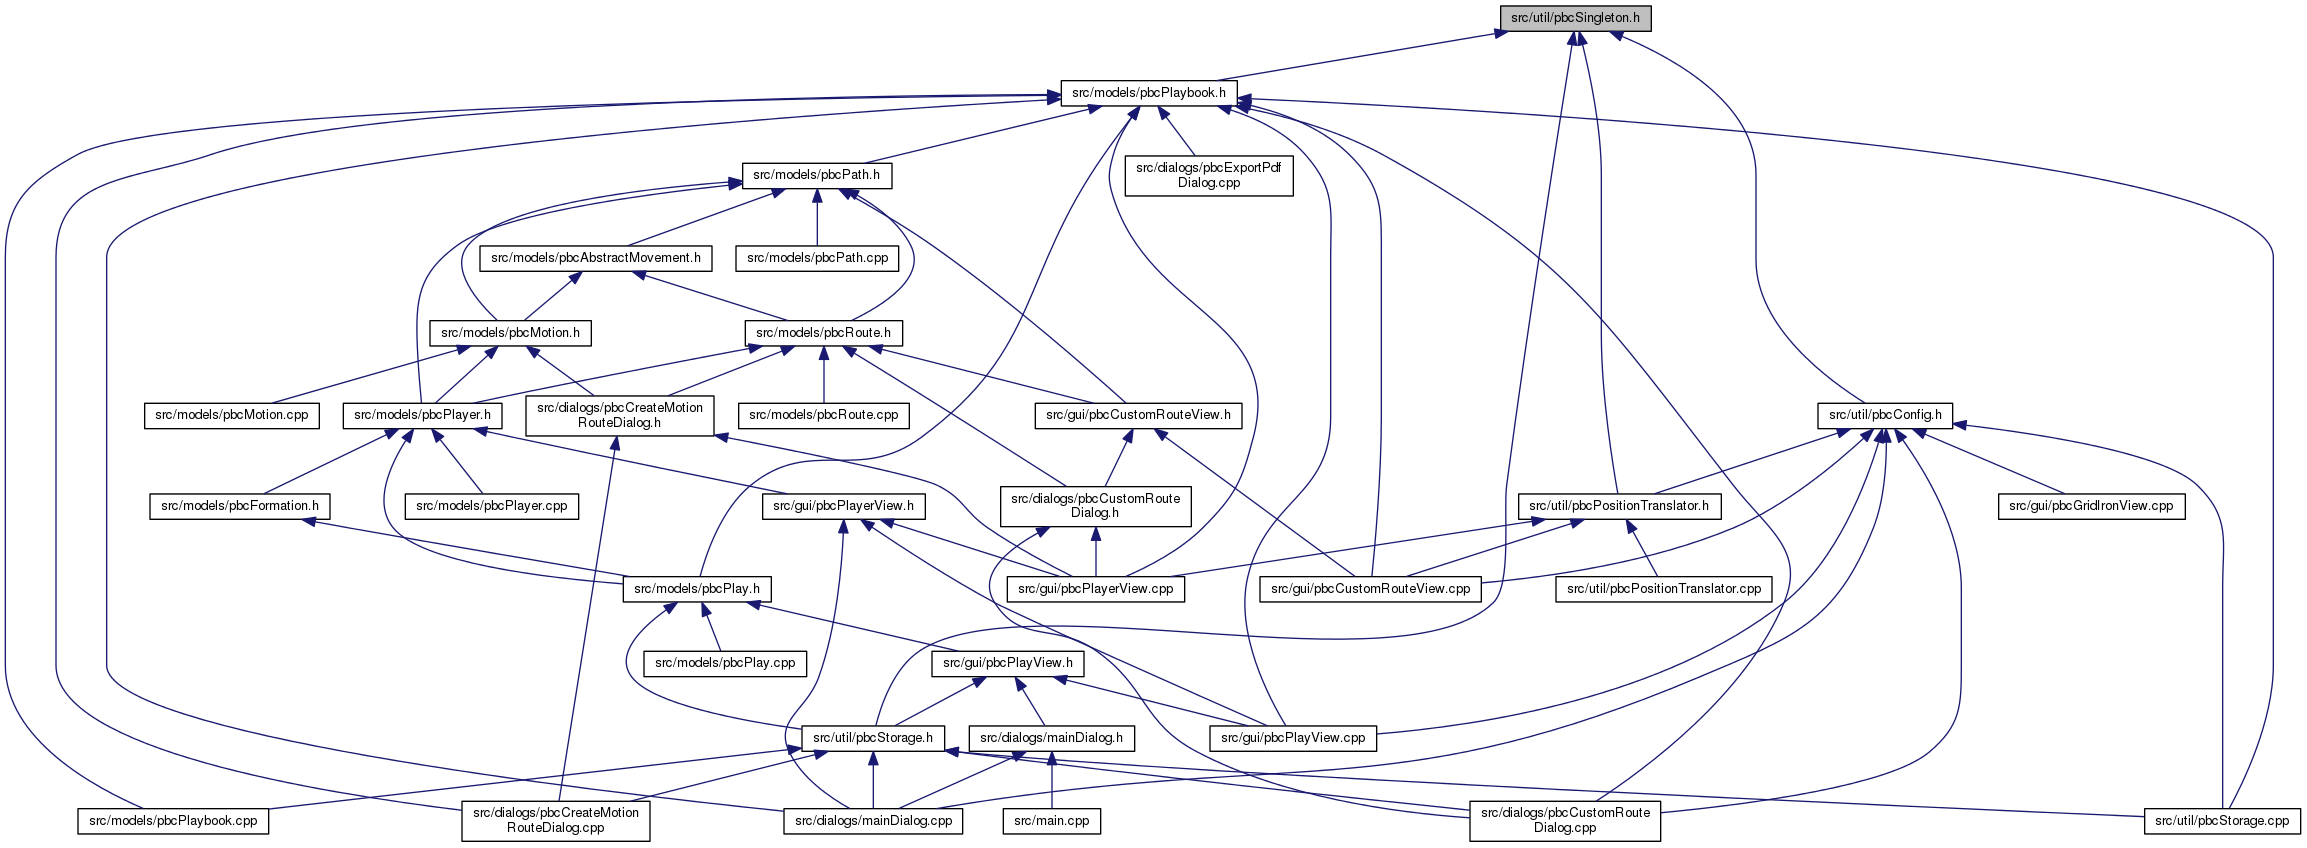 src/util/pbcSingleton.h
src/models/pbcPlaybook.h
src/dialogs/pbcExportPdf
Dialog.cpp
src/models/pbcPath.h
src/models/pbcAbstractMovement.h
src/models/pbcPath.cpp
src/models/pbcMotion.h
src/models/pbcRoute.h
src/models/pbcMotion.cpp
src/models/pbcPlayer.h
src/dialogs/pbcCreateMotion
RouteDialog.h
src/models/pbcRoute.cpp
src/gui/pbcCustomRouteView.h
src/util/pbcConfig.h
src/models/pbcFormation.h
src/models/pbcPlayer.cpp
src/gui/pbcPlayerView.h
src/dialogs/pbcCustomRoute
Dialog.h
src/util/pbcPositionTranslator.h
src/gui/pbcGridIronView.cpp
src/models/pbcPlay.h
src/gui/pbcPlayerView.cpp
src/gui/pbcCustomRouteView.cpp
src/util/pbcPositionTranslator.cpp
src/models/pbcPlay.cpp
src/gui/pbcPlayView.h
src/util/pbcStorage.h
src/dialogs/mainDialog.h
src/gui/pbcPlayView.cpp
src/models/pbcPlaybook.cpp
src/dialogs/pbcCreateMotion
RouteDialog.cpp
src/dialogs/mainDialog.cpp
src/main.cpp
src/dialogs/pbcCustomRoute
Dialog.cpp
src/util/pbcStorage.cpp